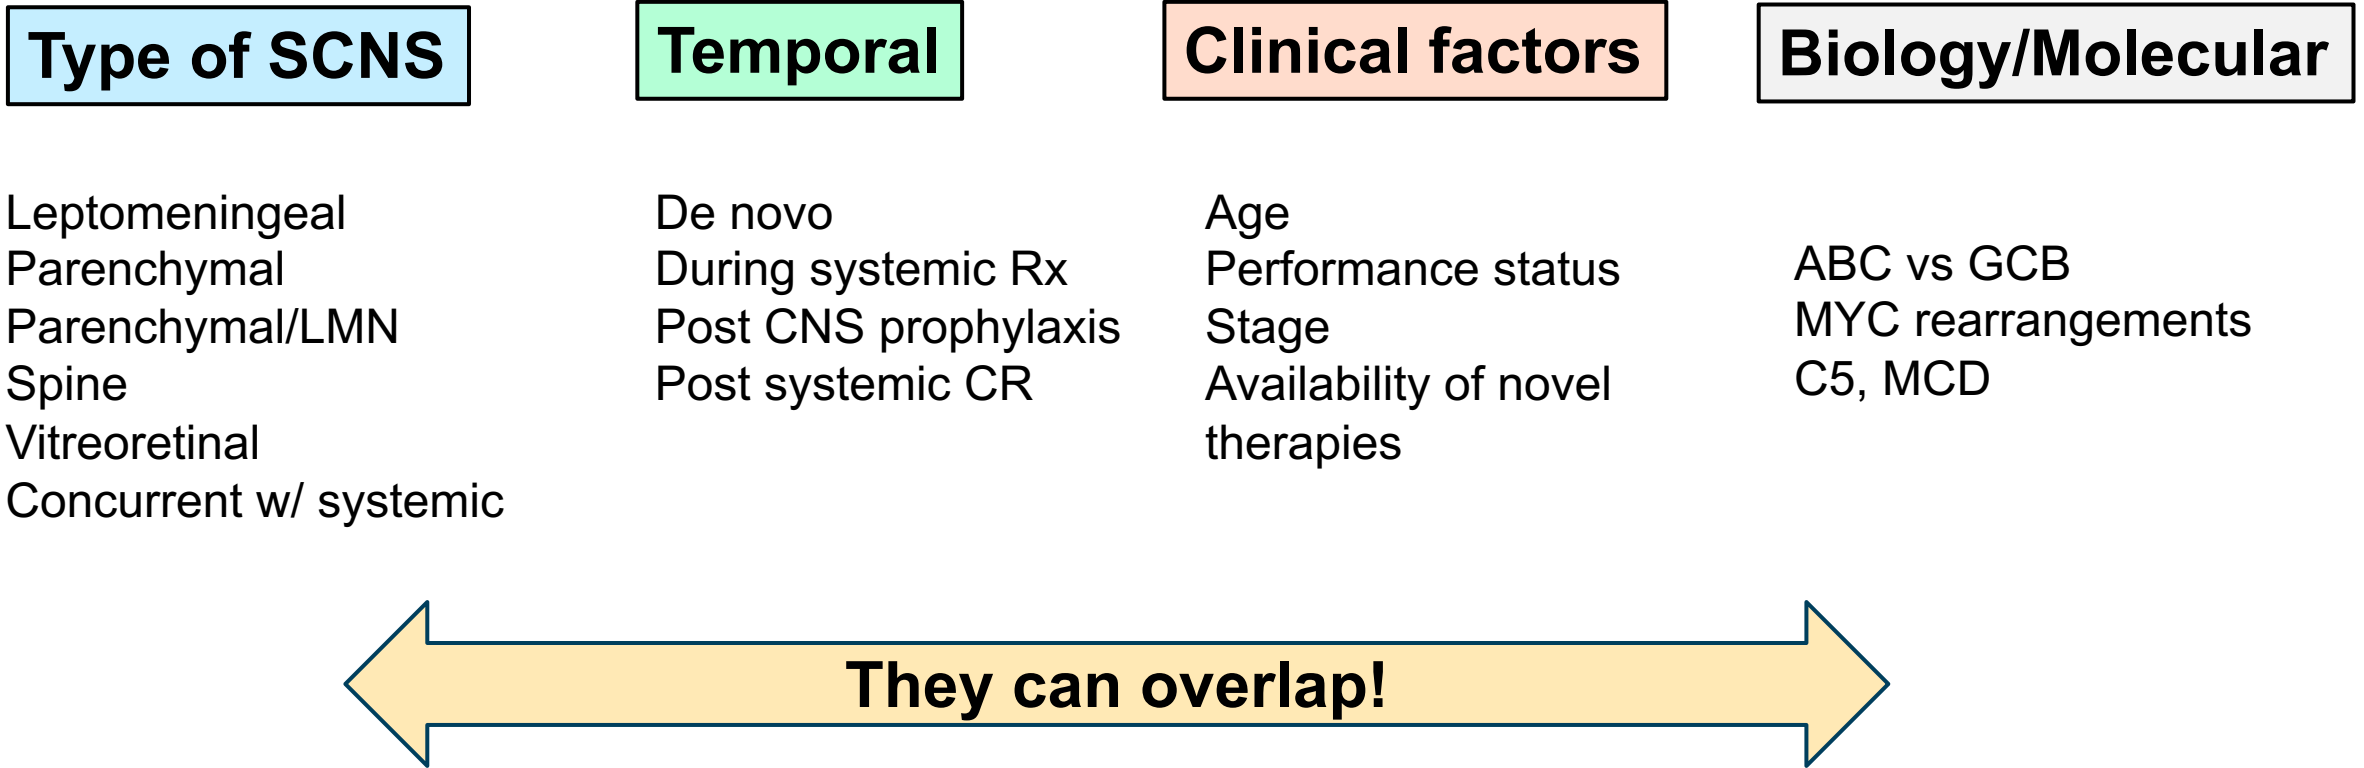 Type of SCNS
Leptomeningeal
Parenchymal
Parenchymal/LMN
Spine
Vitreoretinal
Concurrent w/ systemic
Temporal
De novo
During systemic Rx
Post CNS prophylaxis
Post systemic CR
Clinical factors
Age
Performance status
Stage
Availability of novel
therapies
Biology/Molecular
ABC vs GCB
MYC rearrangements
C5, MCD
They can overlap!